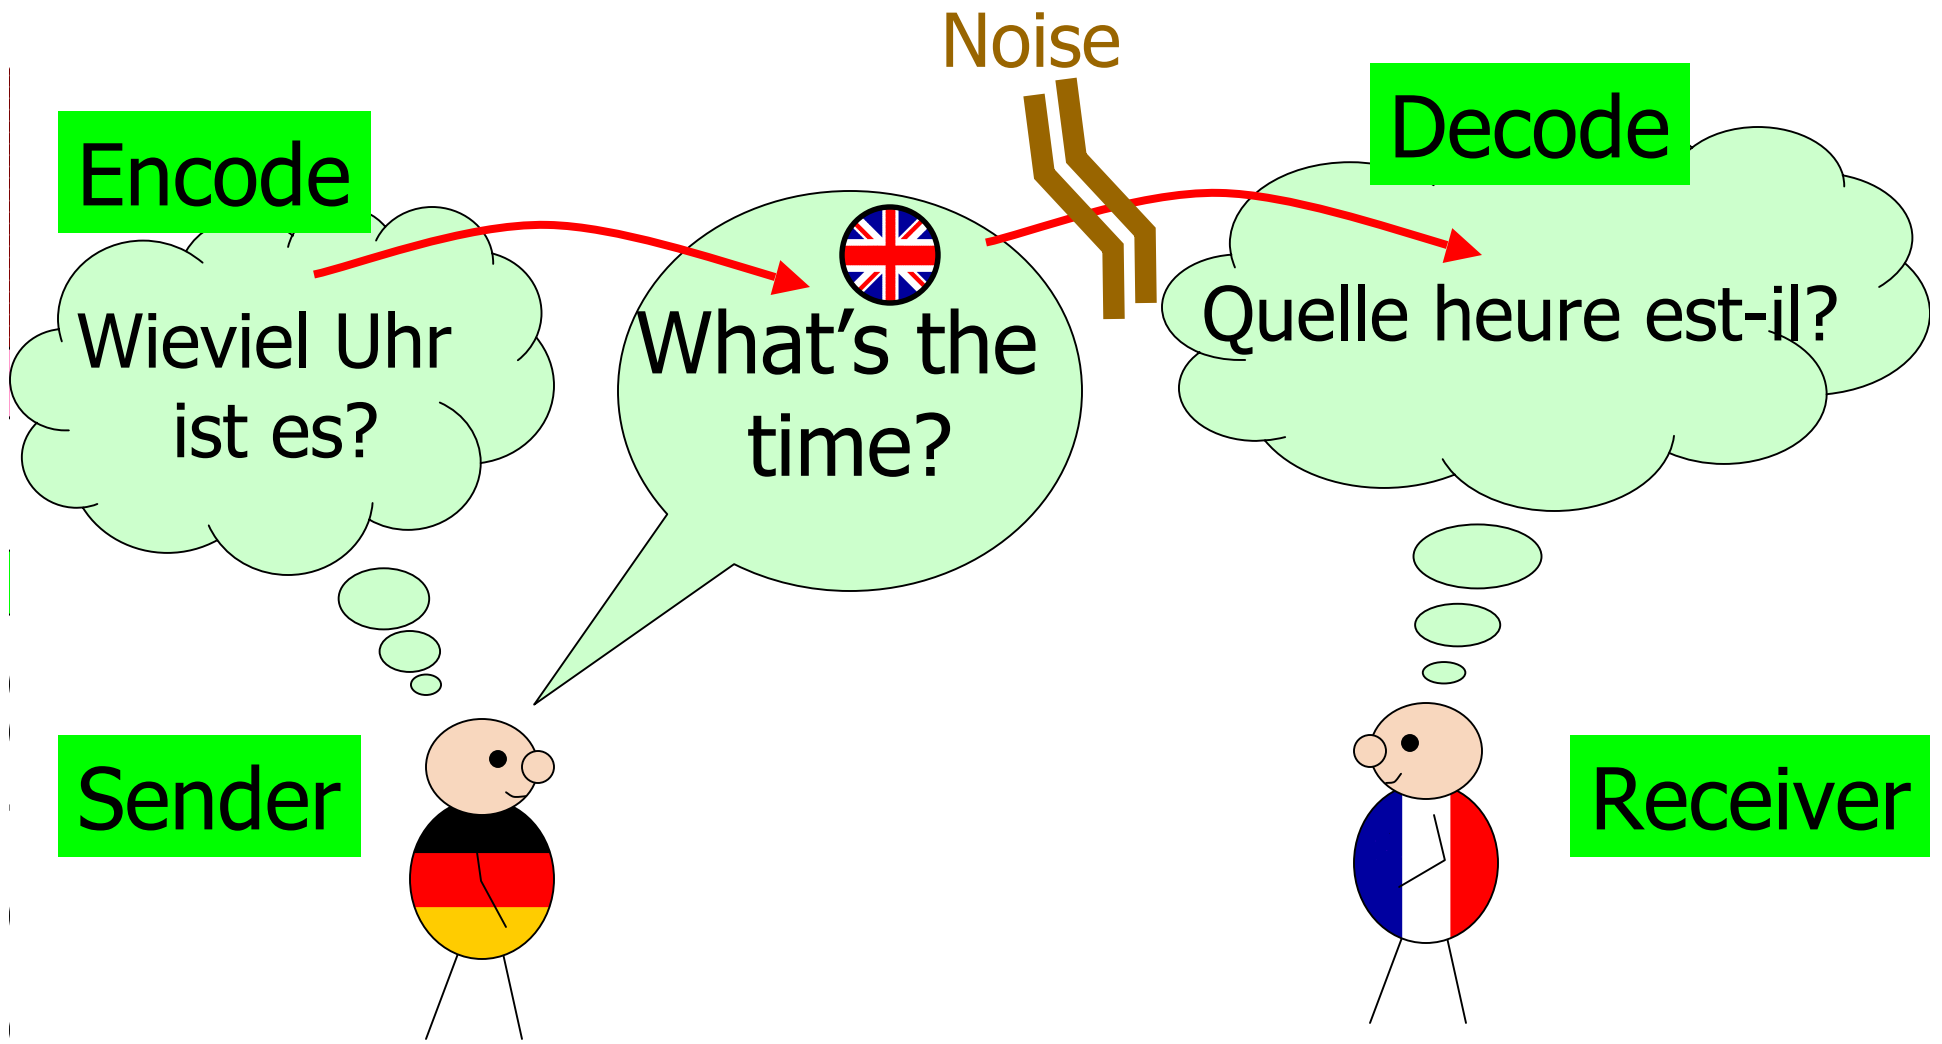 Noise
Encode
Decode
Wieviel Uhr
ist es?
What’s the
time?
Quelle heure est-il?
Sender
Receiver